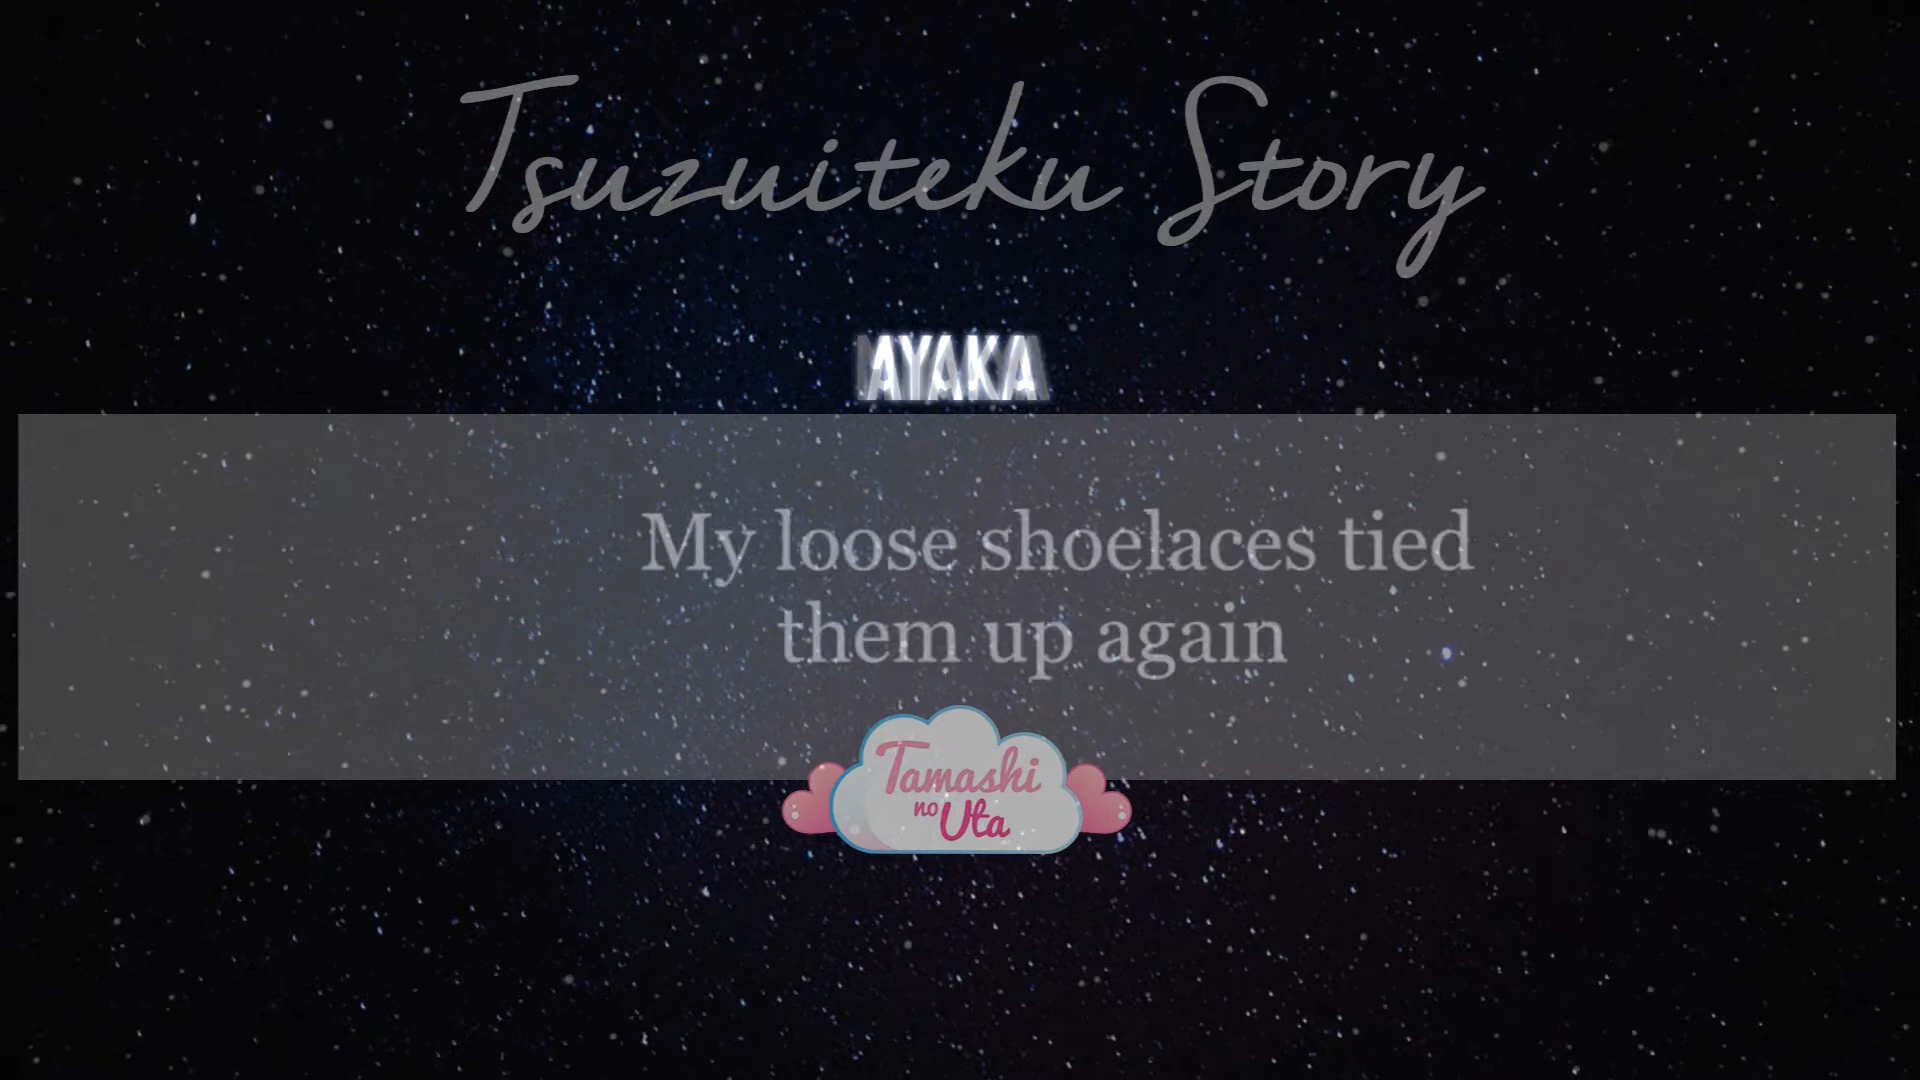 Tsuzuiteku Story
AYAKA
My loose shoelaces tied
them up again
Tamashi
no Uta